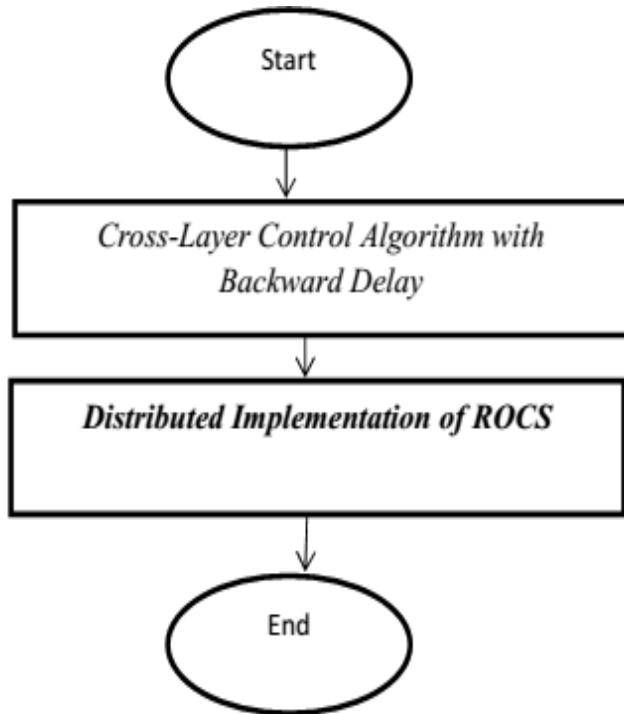 Start
Cross-Layer Control Algorithm with
Backward Delay
Distributed Implementation of ROCS
End